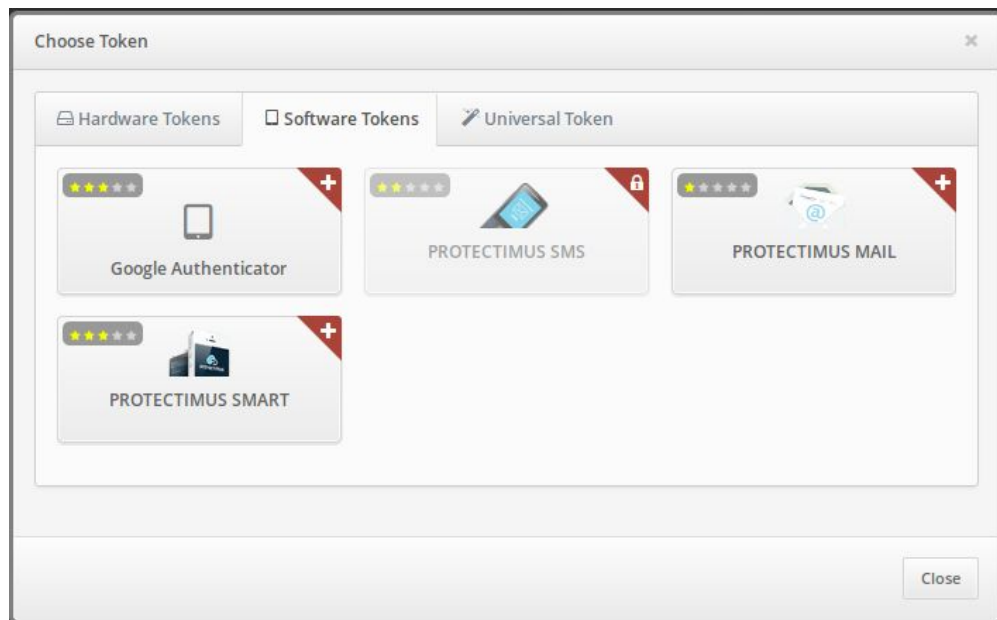 Choose Token
Hardware Tokens
Software Tokens
Universal Token
Google Authenticator
PROTECTIMUS SMS
@
PROTECTIMUS MAIL
PROTECTIMUS SMART
Close